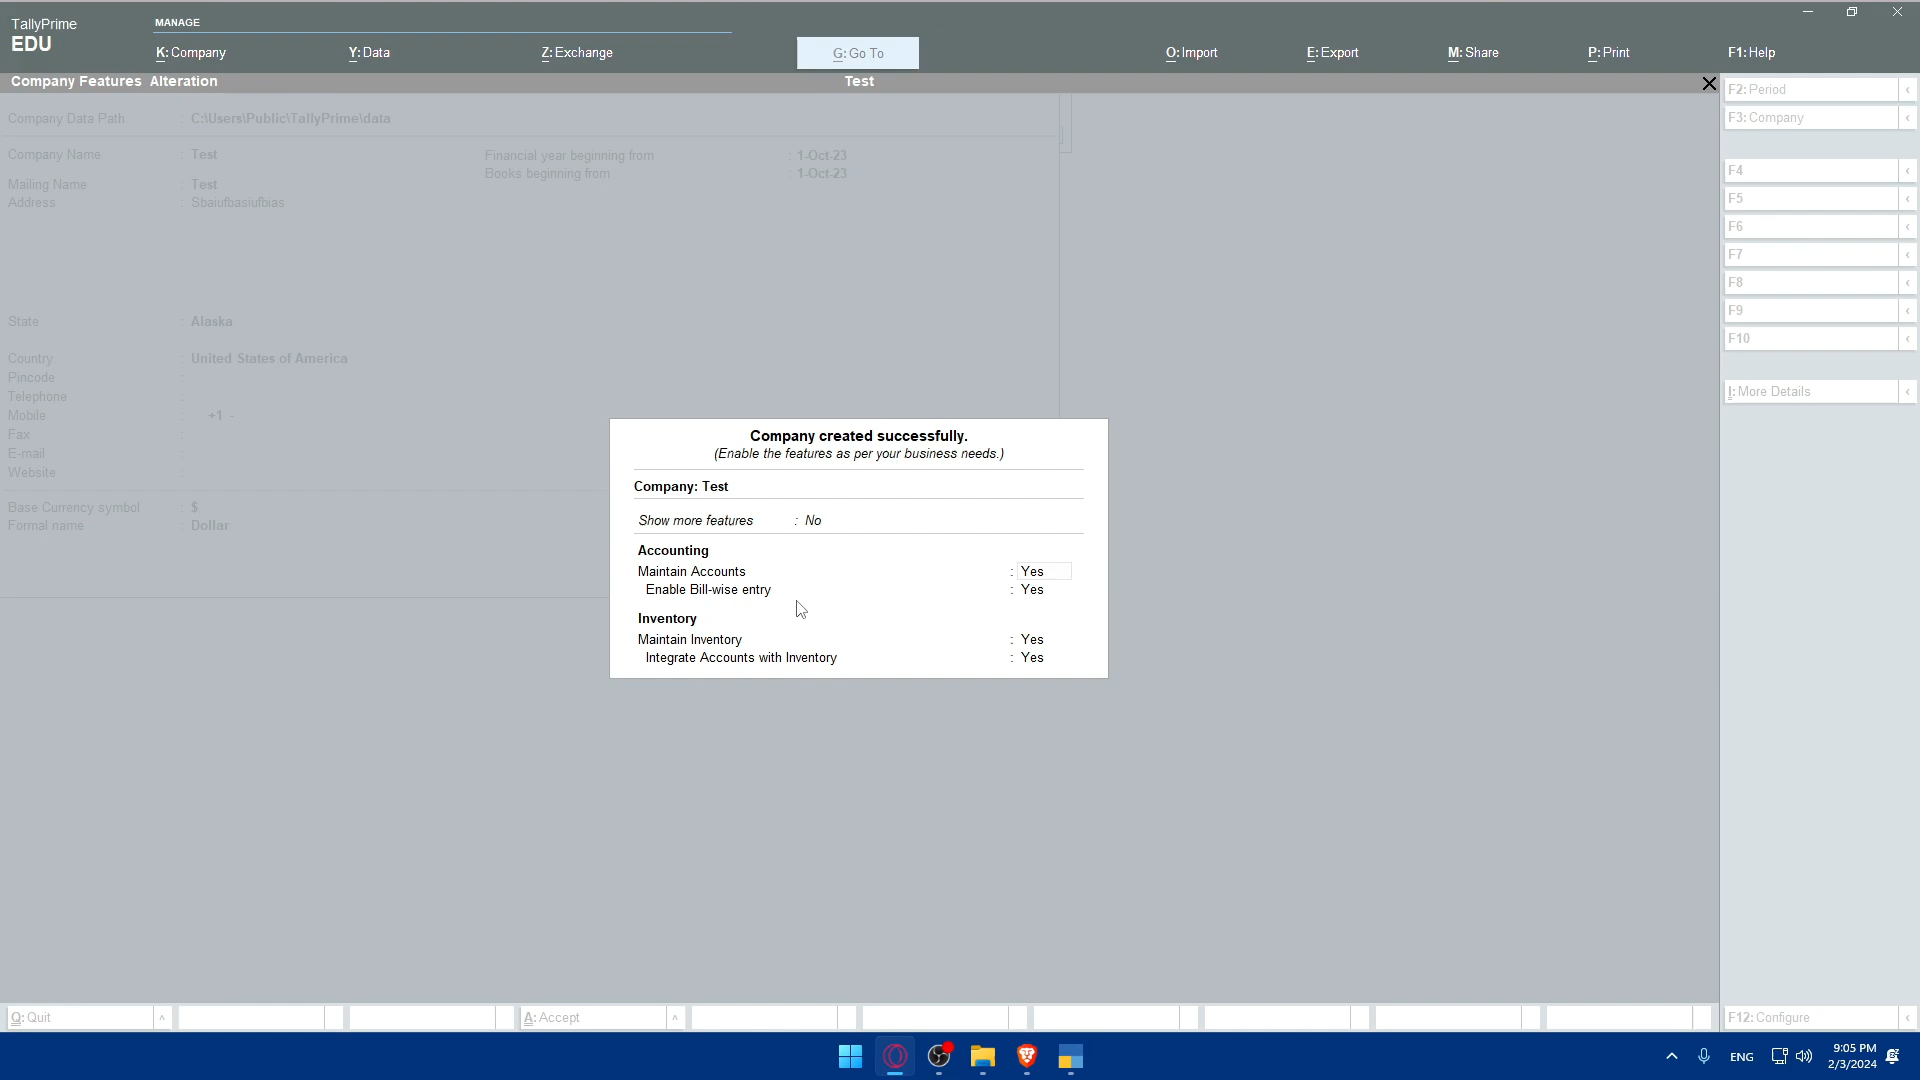 TallyPrime
EDU
MANAGE
K: Company
Y: Data
Z: Exchange
G: Go To
O: Import
E: Export
M: Share
P: Print
F1: Help
Company Features Alteration
Test
F2: Period
F3: Company
F4
F5
F6
F7
F8
F9
F10
I: More Details
Company Data Path : C:\Users\Public\TallyPrime\data
Company Name : Test
Financial year beginning from : 1-Oct-23
Books beginning from : 1-Oct-23
Mailing Name : Test
Address : Sbaiufbasiufbias
State : Alaska
Country : United States of America
Pincode :
Telephone :
Mobile : +1 -
Fax :
E-mail :
Website :
Base Currency symbol : $
Formal name : Dollar
Company created successfully.
(Enable the features as per your business needs.)
Company: Test
Show more features : No
Accounting
Maintain Accounts : Yes
Enable Bill-wise entry : Yes
Inventory
Maintain Inventory : Yes
Integrate Accounts with Inventory : Yes
Q: Quit
A: Accept
F12: Configure
ENG
9:05 PM
2/3/2024